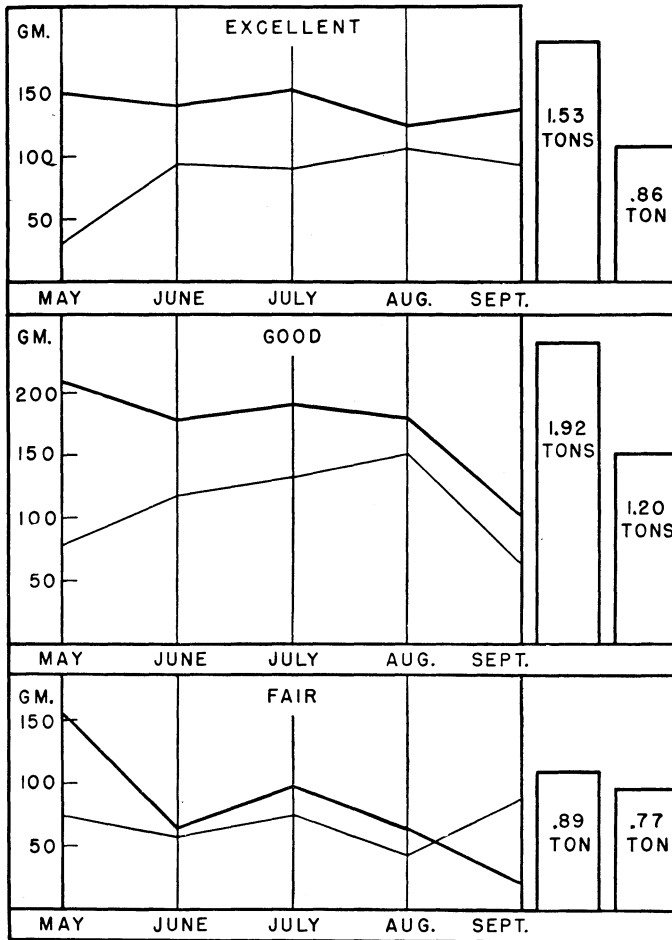 GM. EXCELLENT
150
100
50
MAY JUNE JULY AUG. SEPT.
1.53
TONS
.86
TON
GM. GOOD
200
150
100
50
MAY JUNE JULY AUG. SEPT.
1.92
TONS
1.20
TONS
GM. FAIR
150
100
50
MAY JUNE JULY AUG. SEPT.
.89
TON
.77
TON